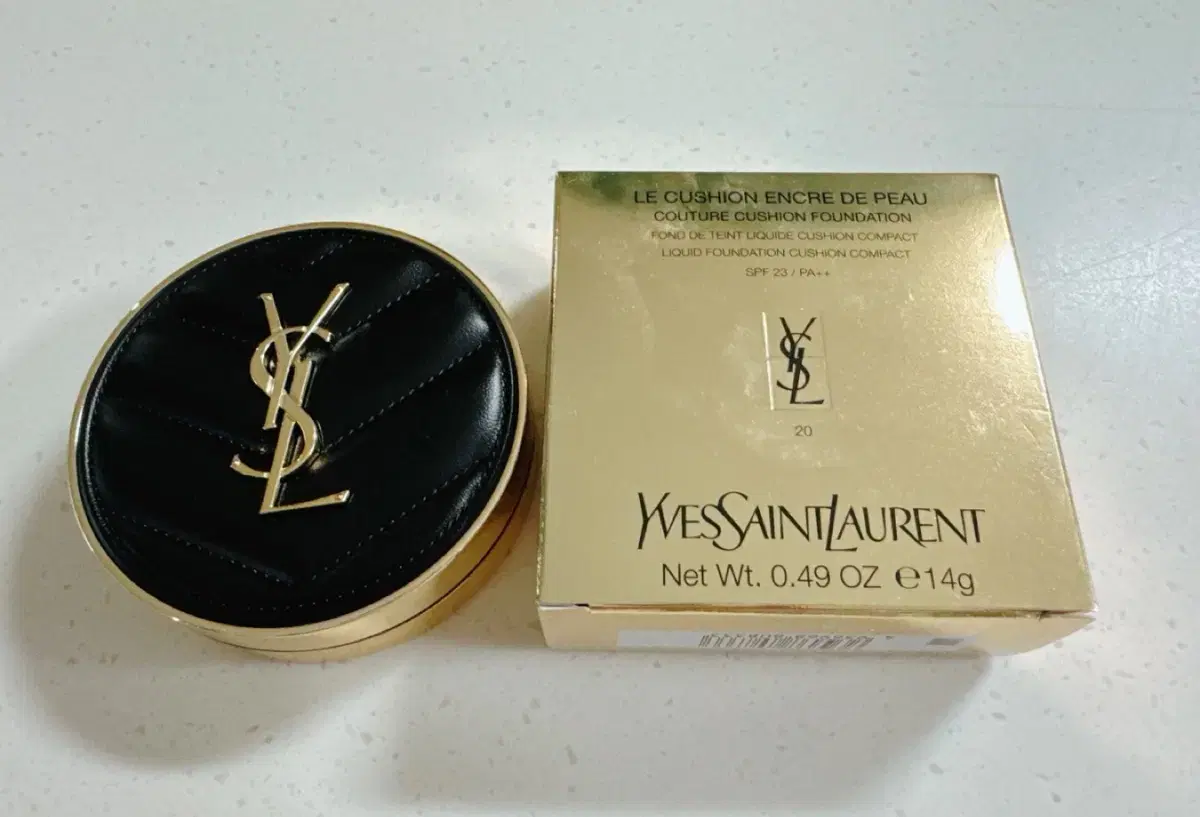 YSL
LE CUSHION ENCRE DE PEAU
COUTURE CUSHION FOUNDATION
FOND DE TEINT LIQUIDE CUSHION COMPACT
LIQUID FOUNDATION CUSHION COMPACT
SPF 23 / PA++
YSL
20
YVESSAINTLAURENT
Net Wt. 0.49 OZ ℮14g